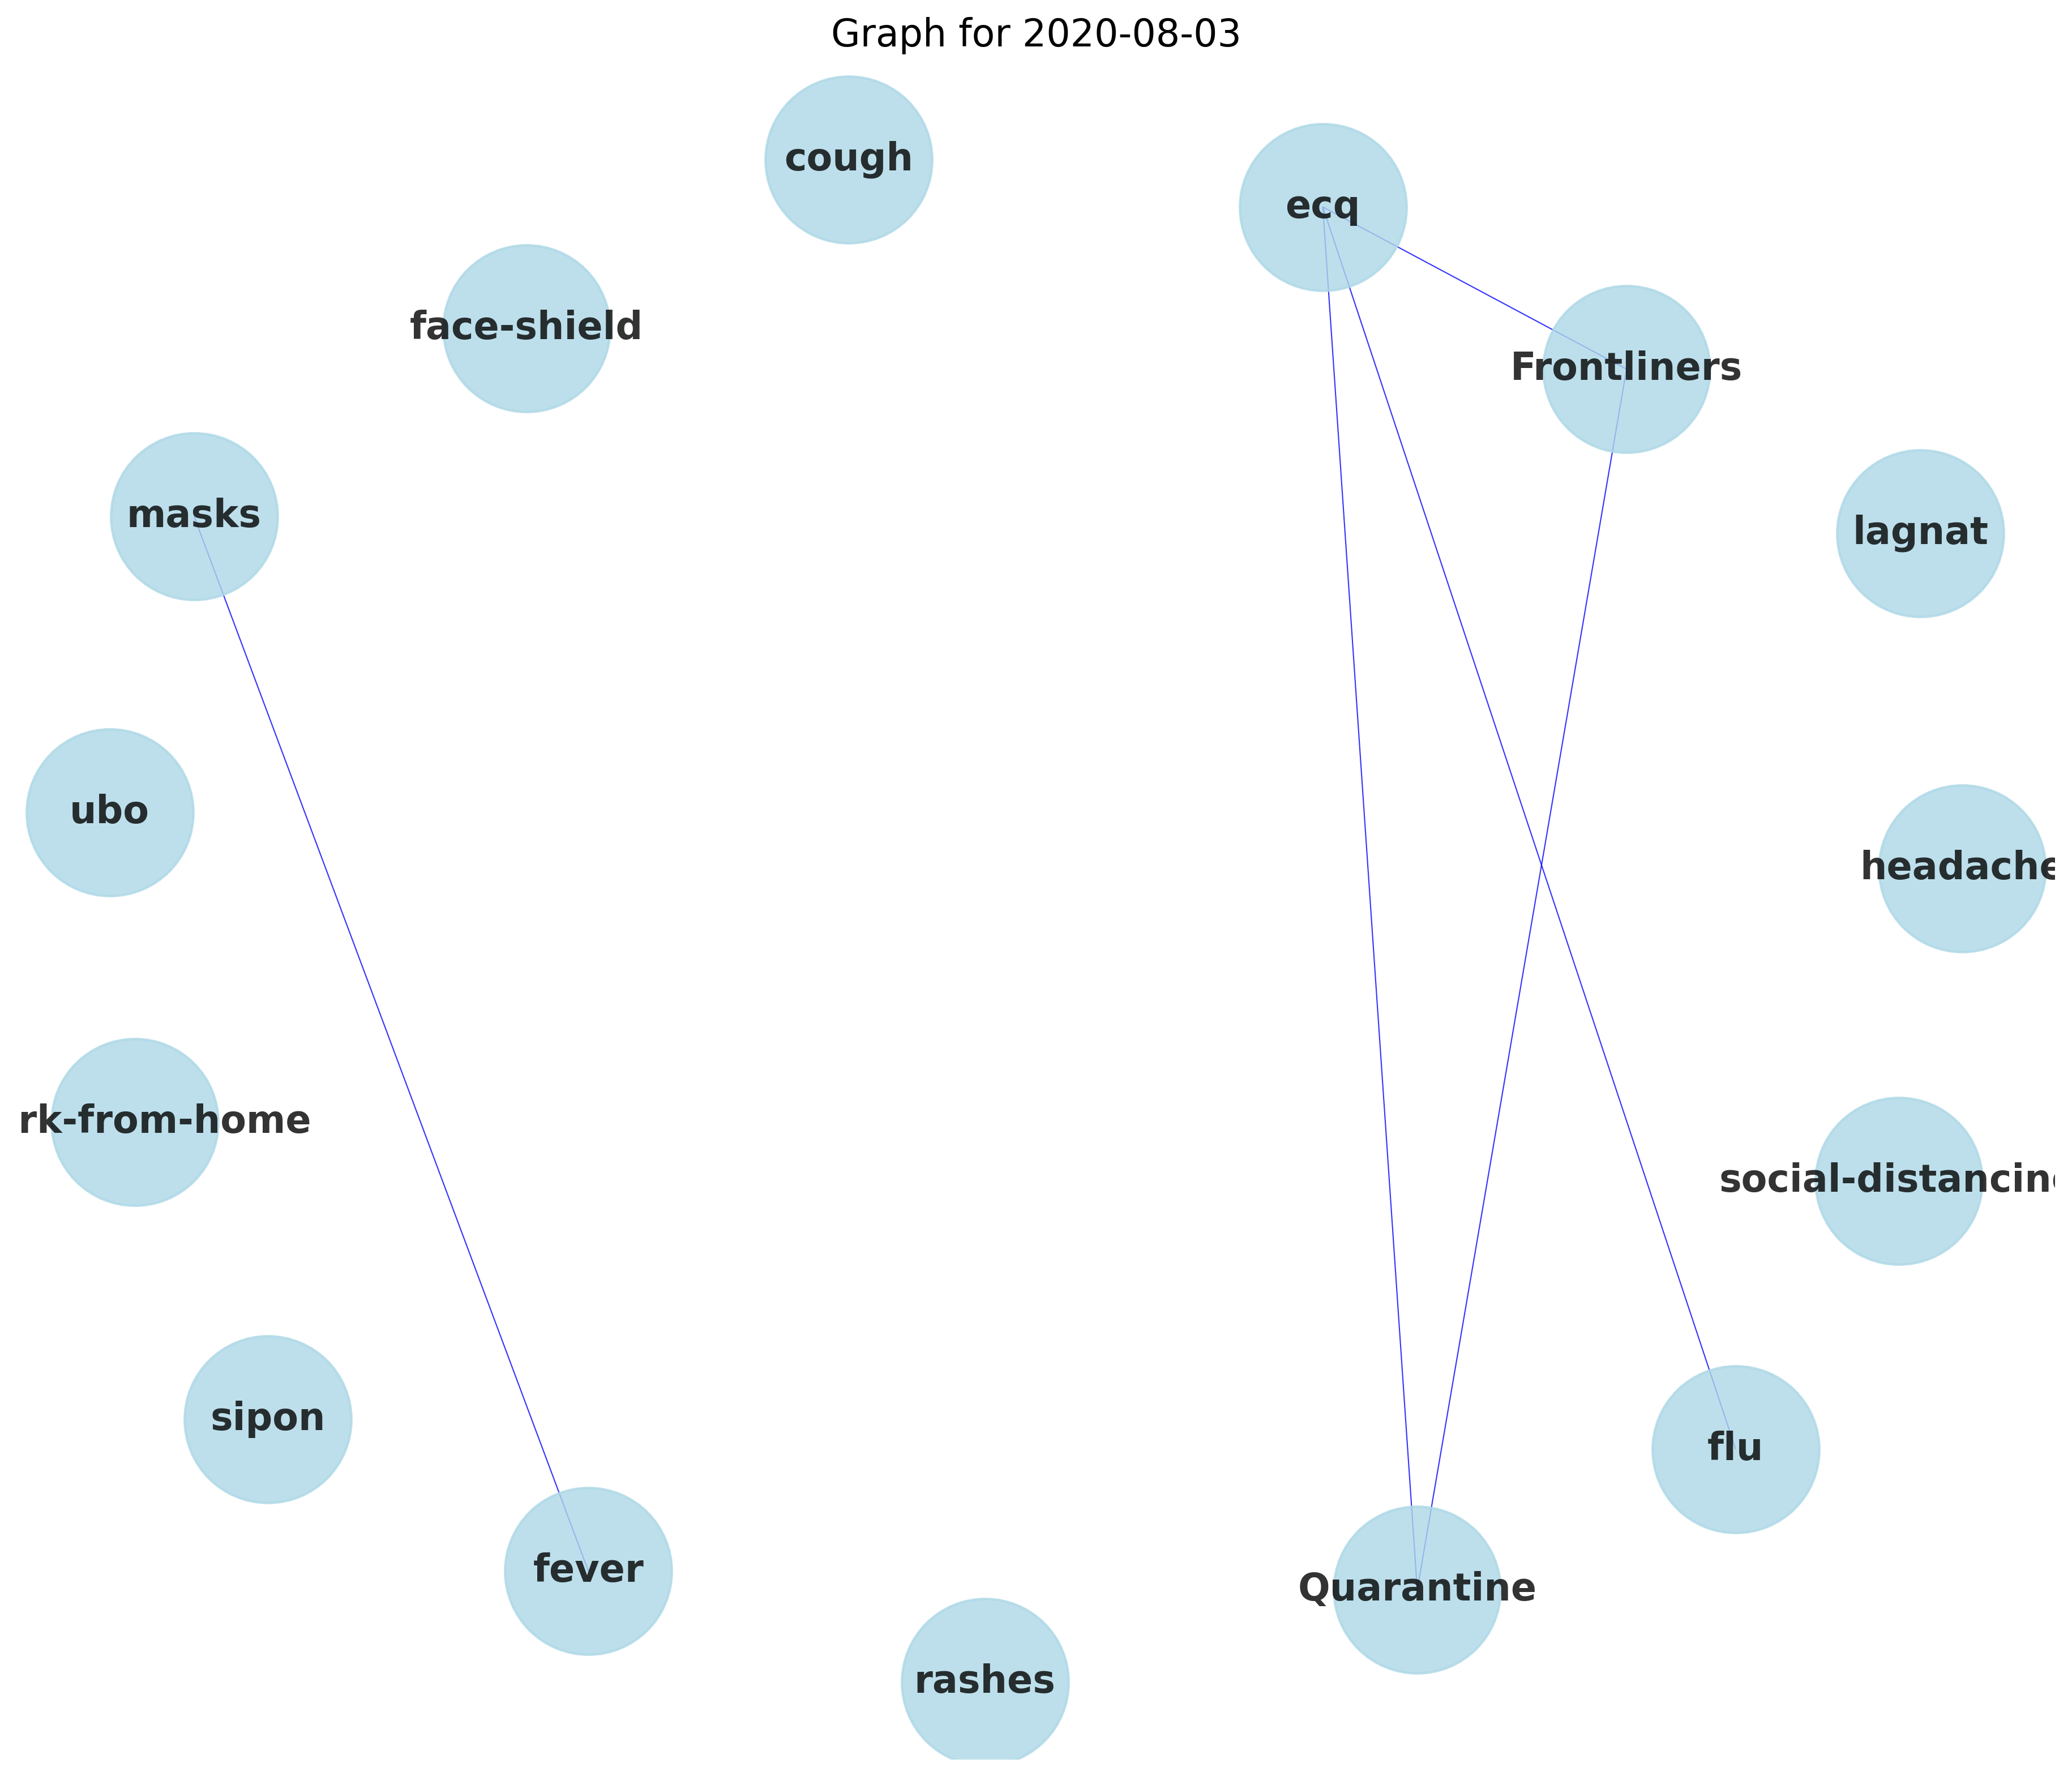 Graph for 2020-08-03
cough
ecq
face-shield
Frontliners
masks
lagnat
ubo
headache
rk-from-home
social-distancin
sipon
flu
fever
Quarantine
rashes